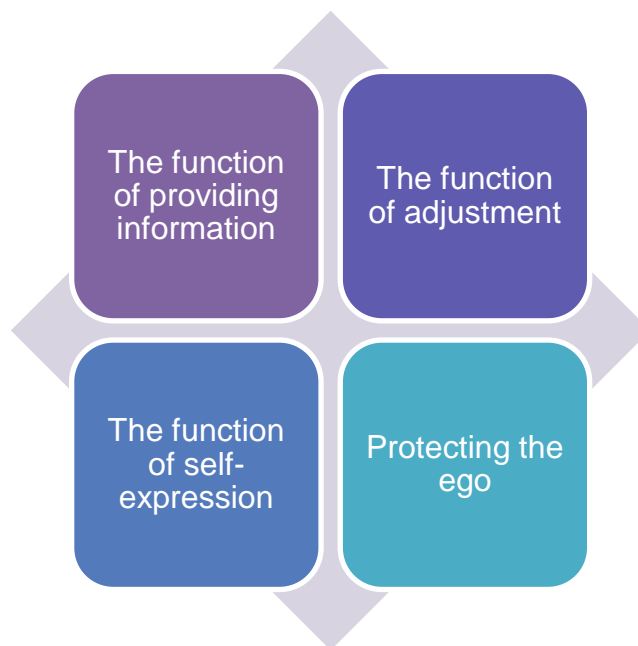 The function
of providing
information
The function
of adjustment
The function
of self-
expression
Protecting the
ego